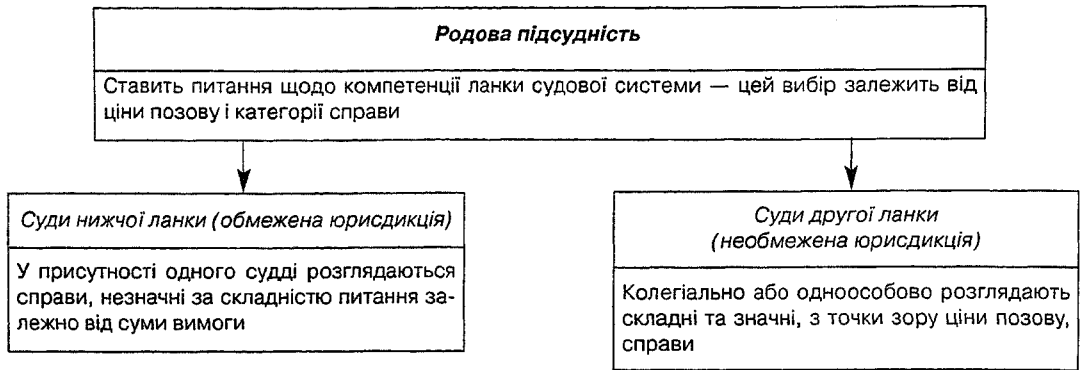 Родова підсудність
Ставить питання щодо компетенції ланки судової системи — цей вибір залежить від
ціни позову і категорії справи
Суди нижчої ланки (обмежена юрисдикція)
У присутності одного судді розглядаються
справи, незначні за складністю питання за-
лежно від суми вимоги
Суди другої ланки
(необмежена юрисдикція)
Колегіально або одноособово розглядають
складні та значні, з точки зору ціни позову,
справи